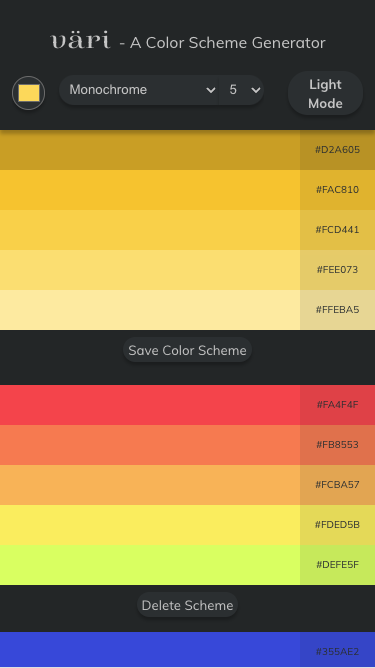 väri - A Color Scheme Generator
Monochrome 5 Light
Mode
#D2A605
#FAC810
#FCD441
#FEE073
#FFEBA5
Save Color Scheme
#FA4F4F
#FB8553
#FCBA57
#FDED5B
#DEFE5F
Delete Scheme
#355AE2